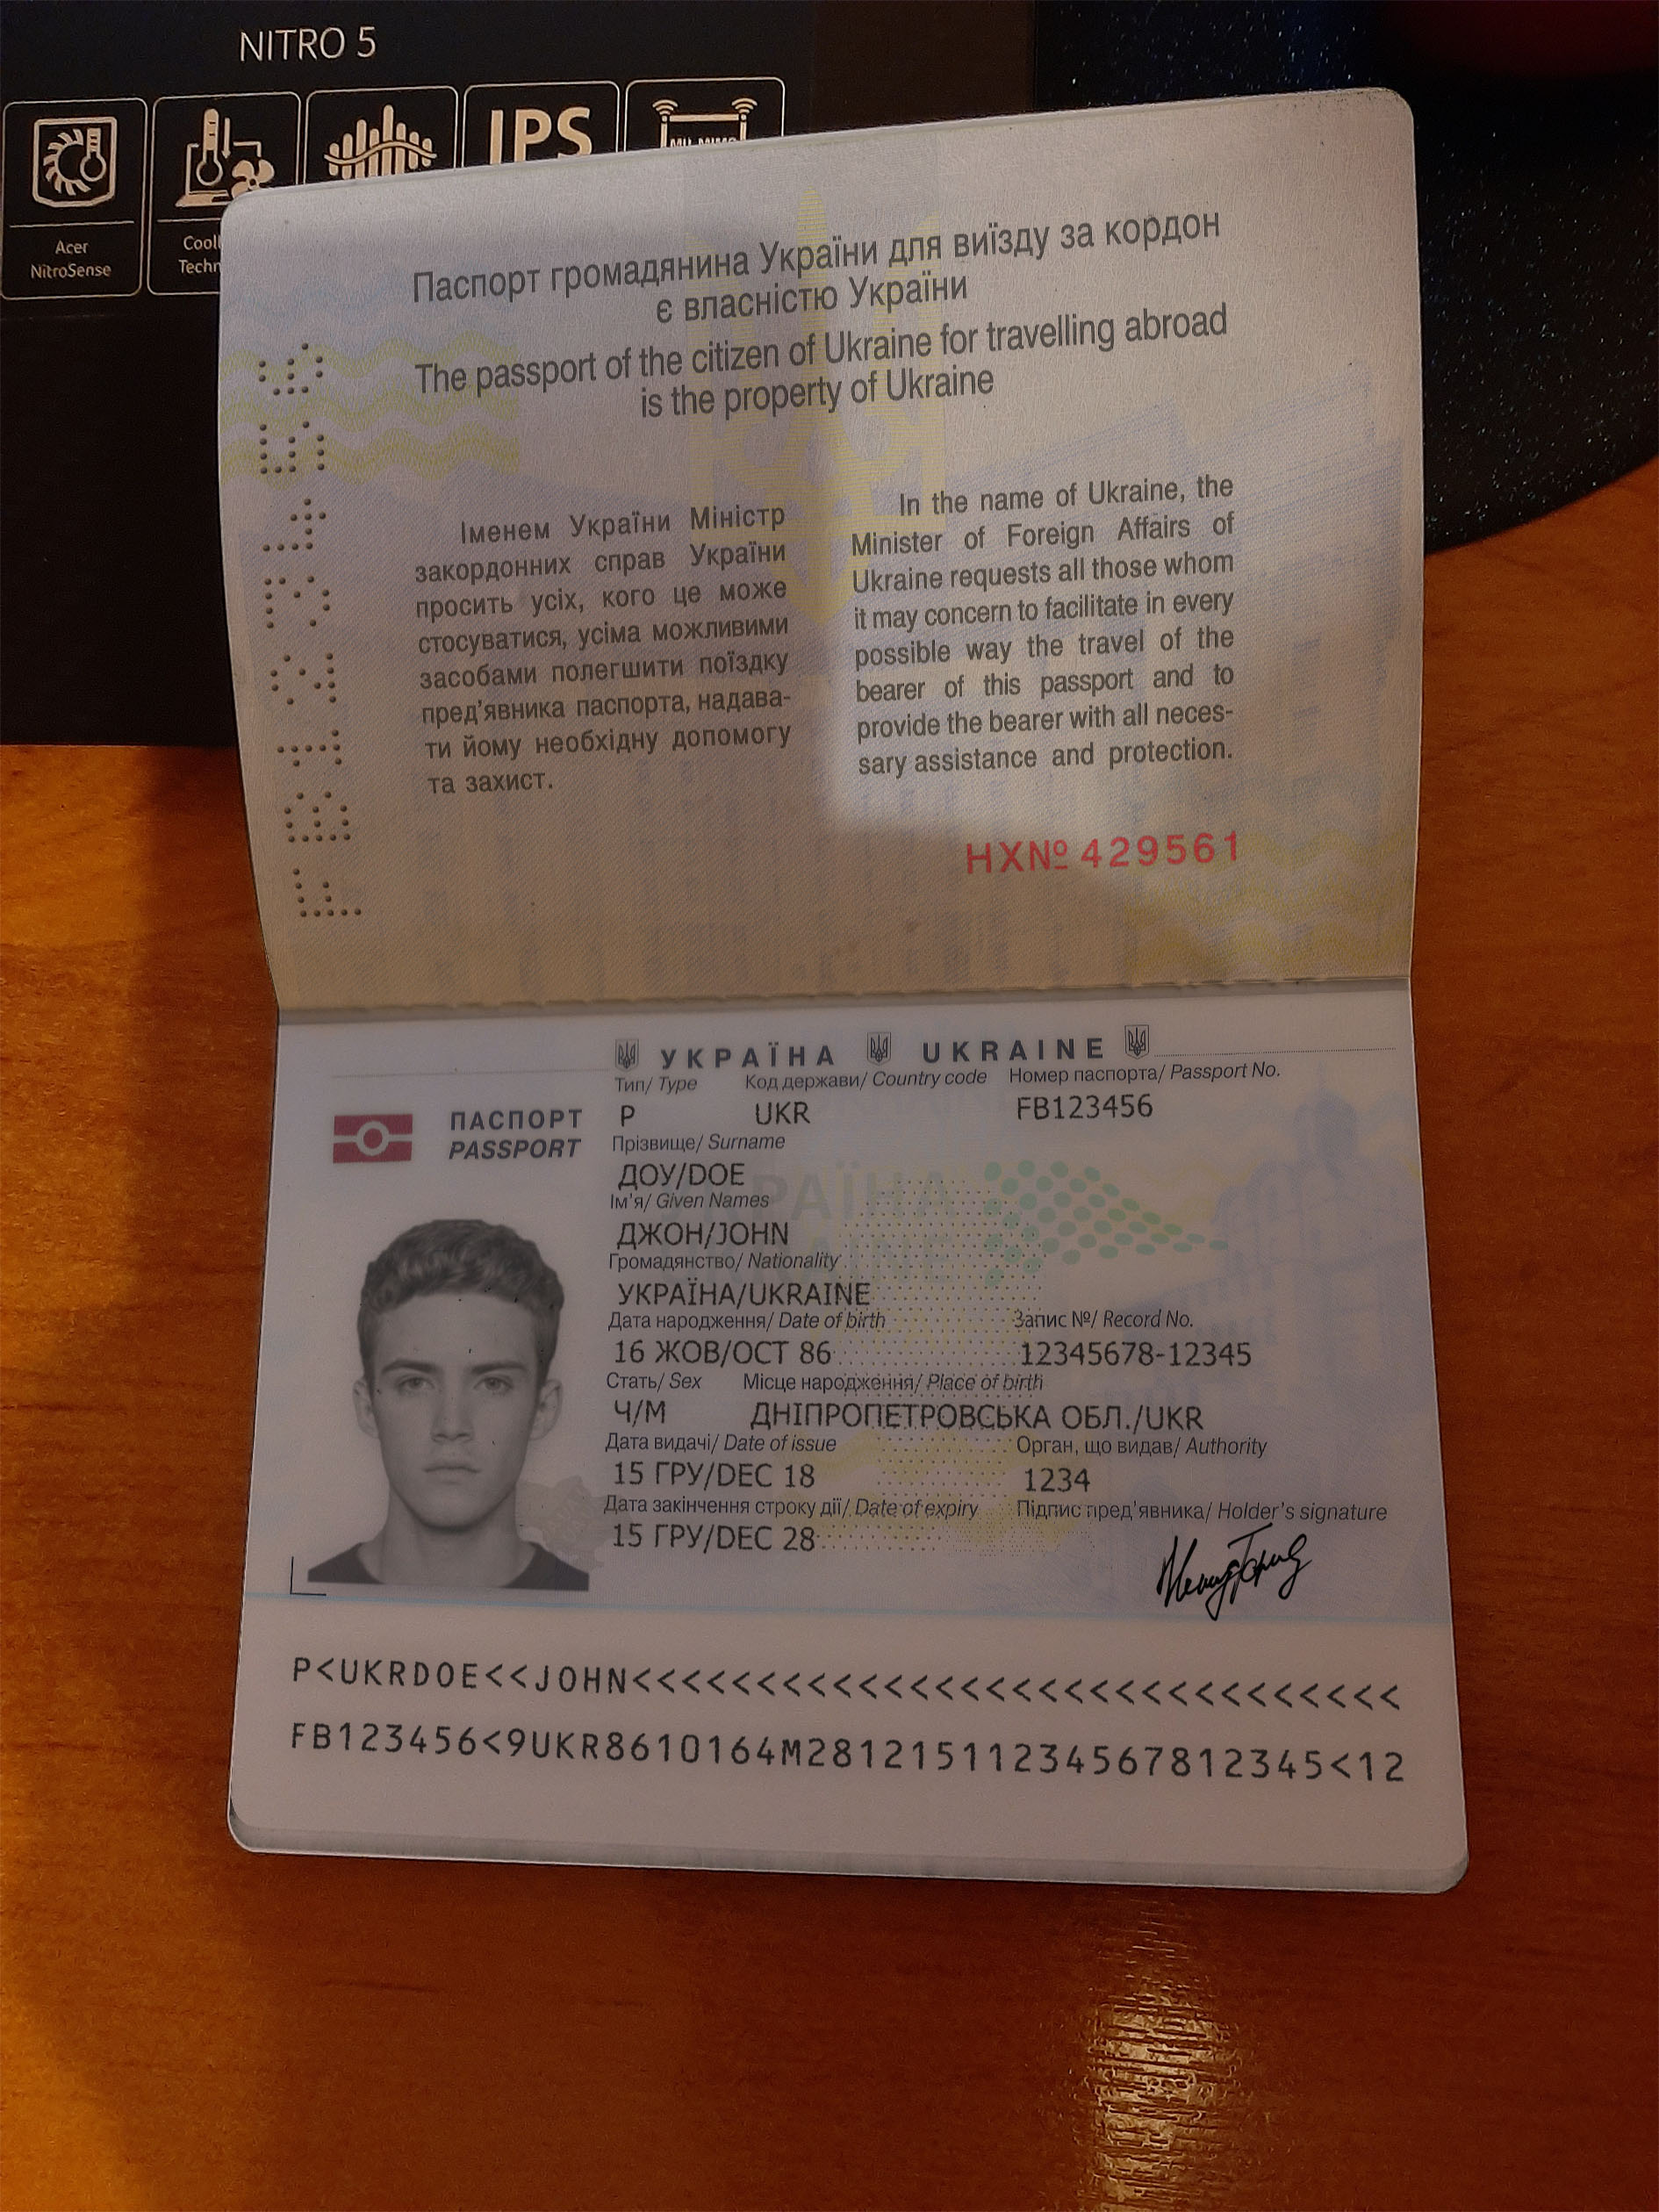 NITRO 5
IPS
MU-MIMO
Acer
NitroSense
Cool
Techn
Паспорт громадянина України для виїзду за кордон
є власністю України
The passport of the citizen of Ukraine for travelling abroad
is the property of Ukraine
Іменем України Міністр
закордонних справ України
просить усіх, кого це може
стосуватися, усіма можливими
засобами полегшити поїздку
пред'явника паспорта, надава-
ти йому необхідну допомогу
та захист.
In the name of Ukraine, the
Minister of Foreign Affairs of
Ukraine requests all those whom
it may concern to facilitate in every
possible way the travel of the
bearer of this passport and to
provide the bearer with all neces-
sary assistance and protection.
НХ№ 429561
УКРАЇНА UKRAINE
Тип/ Type Код держави/ Country code Номер паспорта/ Passport No.
ПАСПОРТ P UKR FB123456
PASSPORT
Прізвище/ Surname
ДОУ/DOE
Ім'я/ Given Names
ДЖОН/JOHN
Громадянство/ Nationality
УКРАЇНА/UKRAINE
Дата народження/ Date of birth Запис №/ Record No.
16 ЖОВ/OCT 86 12345678-12345
Стать/ Sex Місце народження/ Place of birth
Ч/М ДНІПРОПЕТРОВСЬКА ОБЛ./UKR
Дата видачі/ Date of issue Орган, що видав/ Authority
15 ГРУ/DEC 18 1234
Дата закінчення строку дії/ Date of expiry Підпис пред'явника/ Holder's signature
15 ГРУ/DEC 28
P<UKRDOE<<JOHN<<<<<<<<<<<<<<<<<<<<<<<<<<<<<<
FB123456<9UKR8610164M28121511234567812345<12